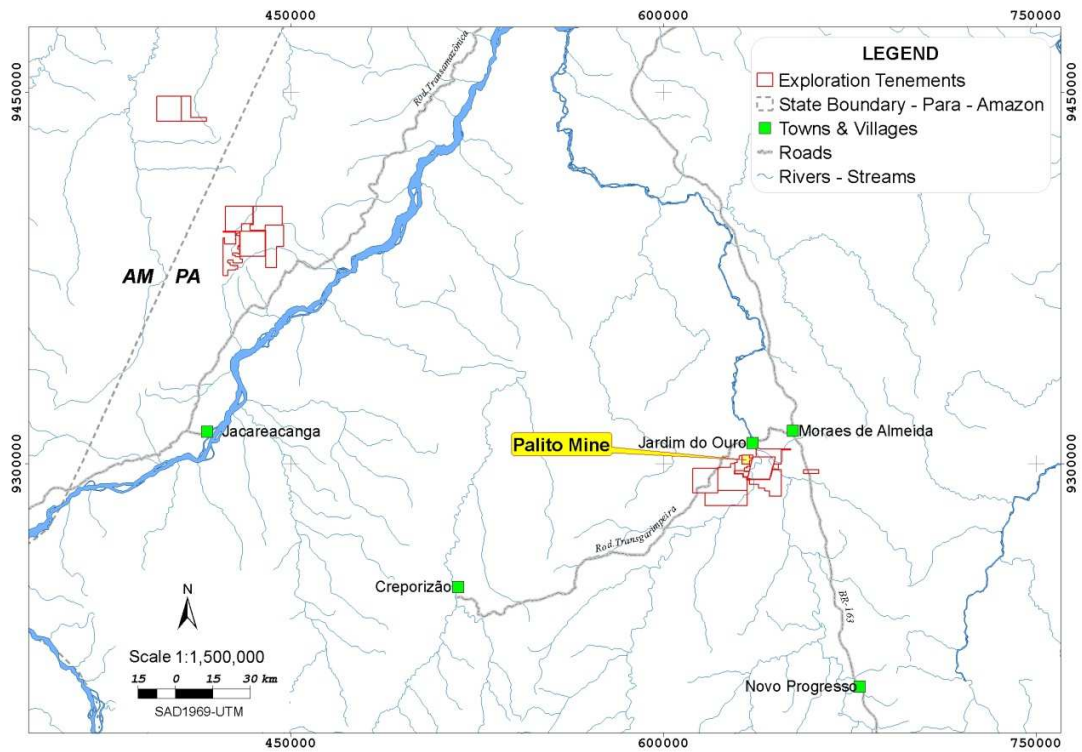 450000
600000
750000
LEGEND
Exploration Tenements
State Boundary - Para - Amazon
Towns & Villages
Roads
Rivers - Streams
9450000
9450000
Rod.Transamazônica
AM
PA
Jacareacanga
Palito Mine
Jardim do Ouro
Moraes de Almeida
9300000
9300000
Rod.Transgarimpeira
Creporizão
BR-163
N
Scale 1:1,500,000
15 0 15 30 km
SAD1969-UTM
Novo Progresso
450000
600000
750000